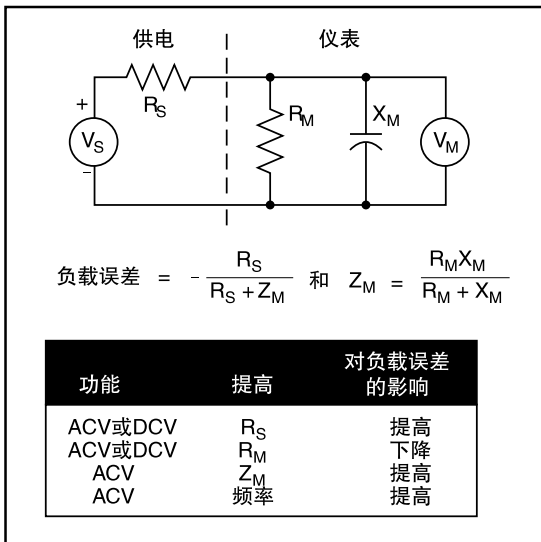 供电 仪表
R_S
+
V_S
-
R_M
X_M
V_M
负载误差 = - R_S / (R_S + Z_M) 和 Z_M = R_M X_M / (R_M + X_M)
功能 提高 对负载误差的影响
ACV或DCV R_S 提高
ACV或DCV R_M 下降
ACV Z_M 提高
ACV 频率 提高